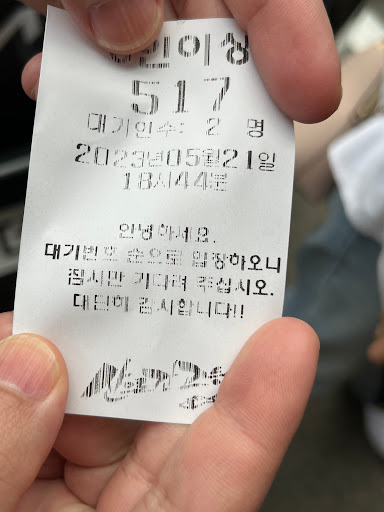 인이상
517
대기인수: 2 명
2023년05월21일
18시44분
안녕하세요.
대기번호 순으로 입장하오니
잠시만 기다려 주십시오.
대단히 감사합니다!!